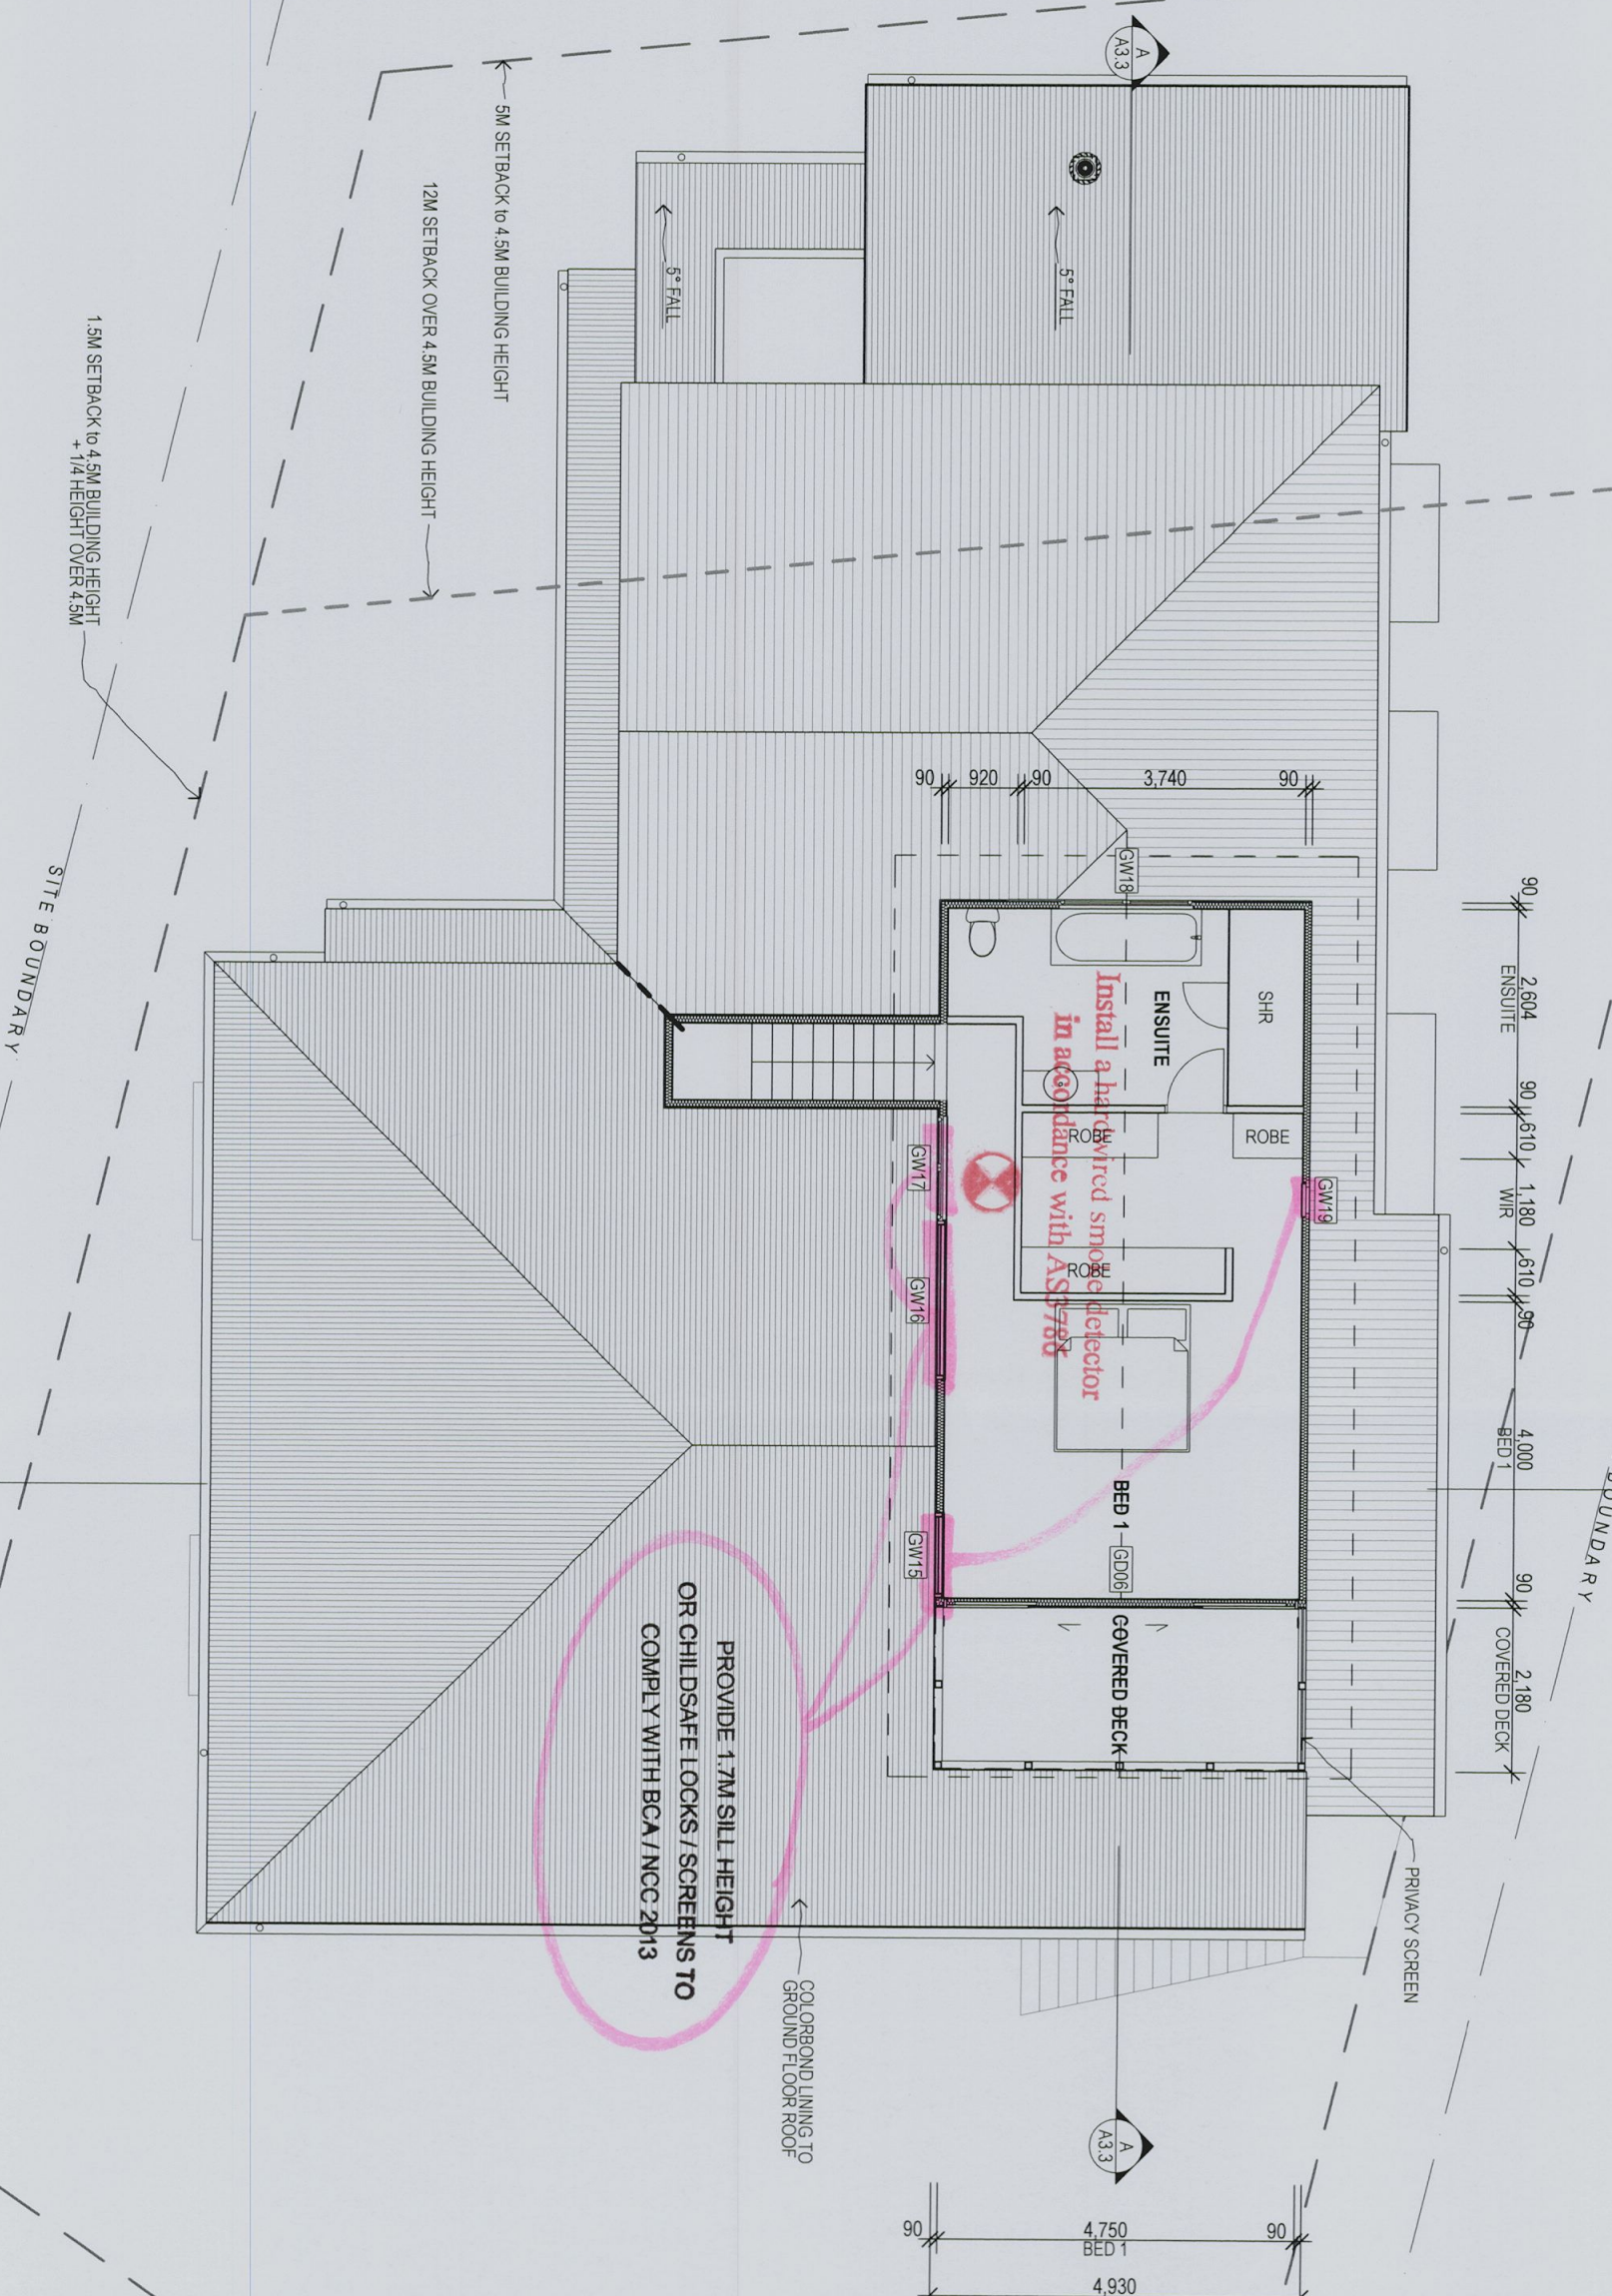 A
A3.3
5M SETBACK to 4.5M BUILDING HEIGHT
12M SETBACK OVER 4.5M BUILDING HEIGHT
1.5M SETBACK to 4.5M BUILDING HEIGHT
+ 1/4 HEIGHT OVER 4.5M
SITE BOUNDARY
5° FALL
5° FALL
90
920
90
3,740
90
GW18
90
2,604
ENSUITE
90
610
1,180
WIR
610
90
4,000
BED 1
90
2,180
COVERED DECK
ENSUITE
SHR
Install a hardwired smoke detector
in accordance with AS3786
ROBE
ROBE
ROBE
GW19
GW17
GW16
GW15
BED 1
GD06
COVERED DECK
PROVIDE 1.7M SILL HEIGHT
OR CHILDSAFE LOCKS / SCREENS TO
COMPLY WITH BCA / NCC 2013
COLORBOND LINING TO
GROUND FLOOR ROOF
PRIVACY SCREEN
OUNDARY
A
A3.3
90
4,750
BED 1
90
4,930